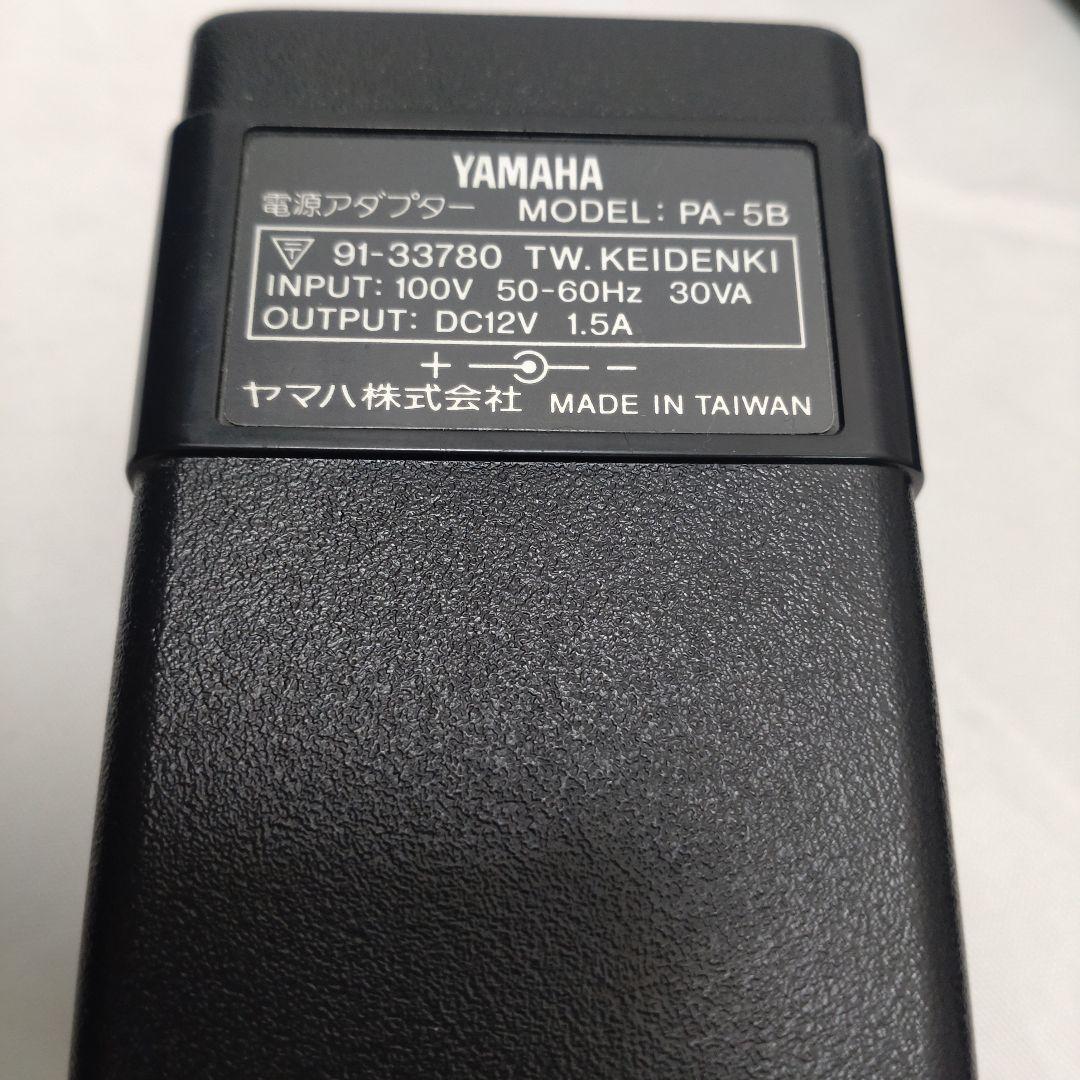 YAMAHA
電源アダプター MODEL: PA-5B
〒 91-33780 TW. KEIDENKI
INPUT: 100V 50-60Hz 30VA
OUTPUT: DC12V 1.5A
+ −
ヤマハ株式会社 MADE IN TAIWAN